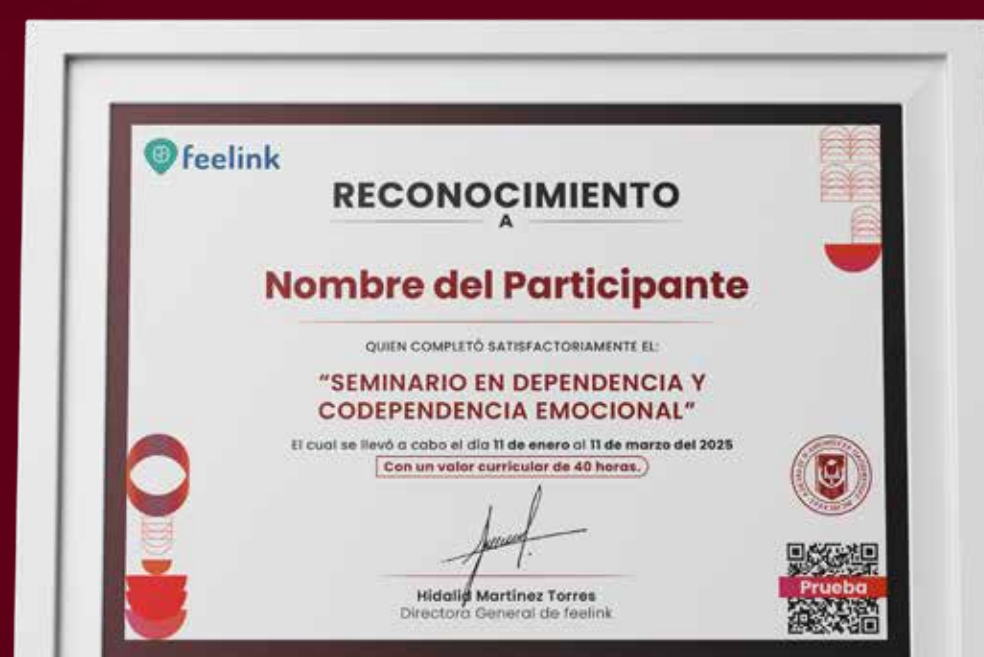 feelink
RECONOCIMIENTO
A
Nombre del Participante
QUIEN COMPLETÓ SATISFACTORIAMENTE EL:
“SEMINARIO EN DEPENDENCIA Y
CODEPENDENCIA EMOCIONAL”
El cual se llevó a cabo el día 11 de enero al 11 de marzo del 2025
Con un valor curricular de 40 horas.
Hidalid Martínez Torres
Directora General de feelink
Prueba